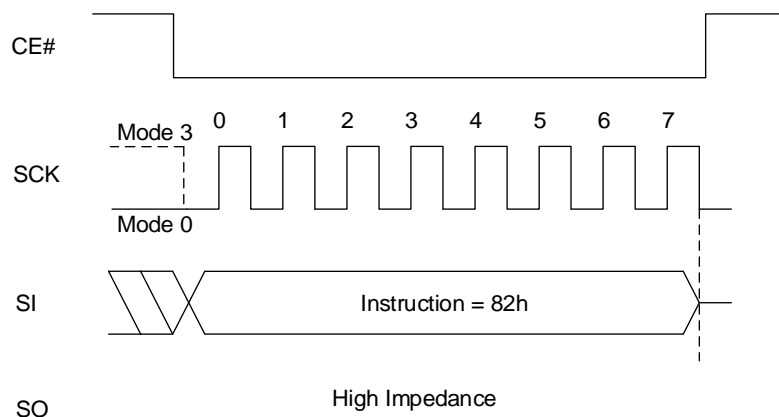 CE#
0 1 2 3 4 5 6 7
Mode 3
SCK
Mode 0
SI
Instruction = 82h
High Impedance
SO